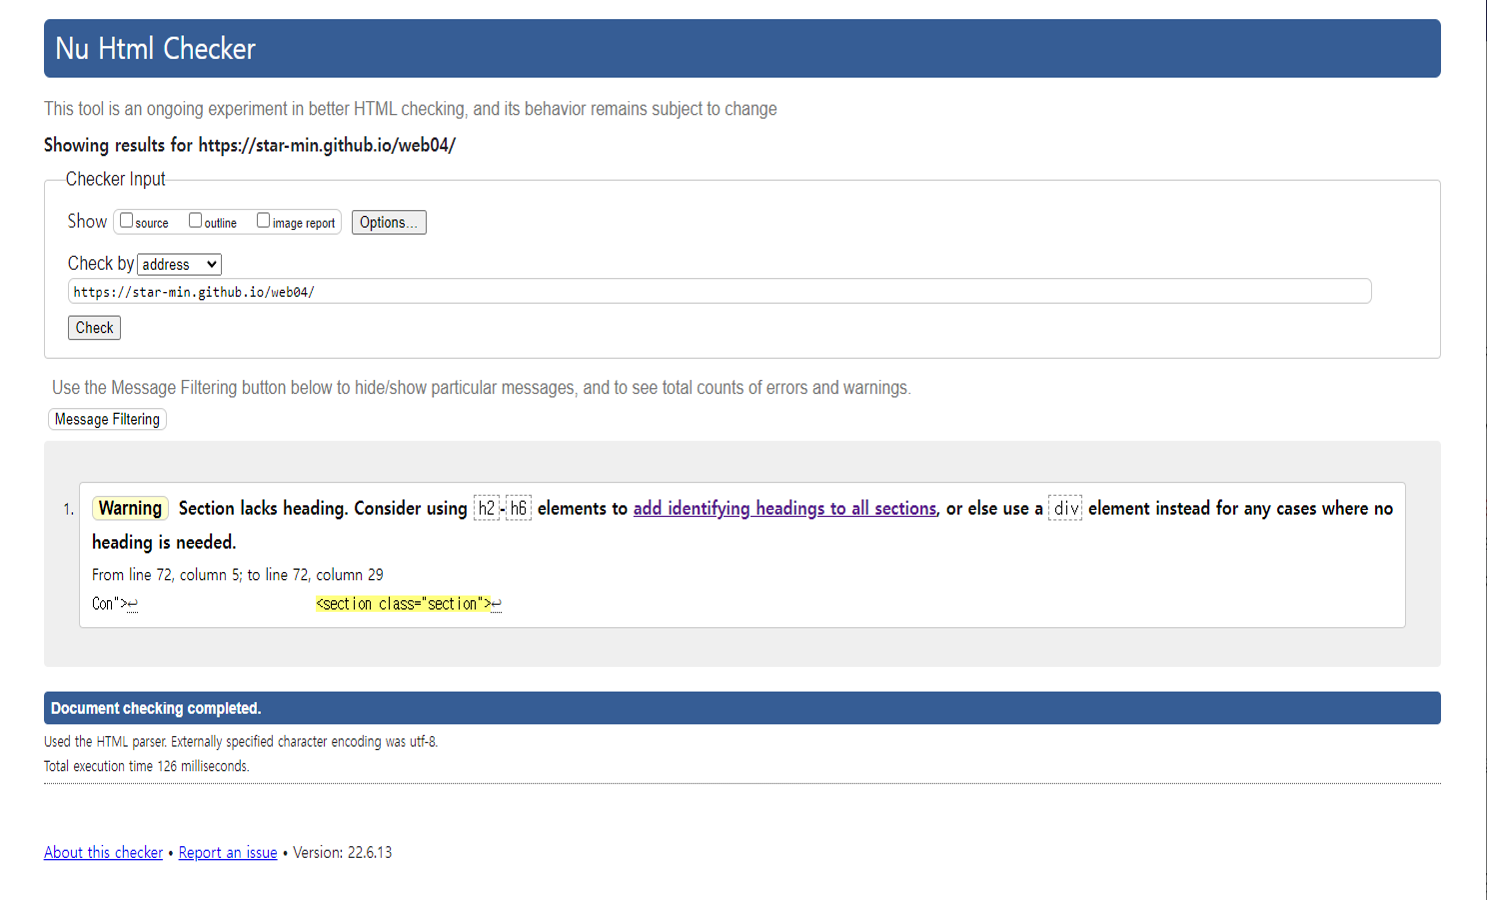 Nu Html Checker
This tool is an ongoing experiment in better HTML checking, and its behavior remains subject to change
Showing results for https://star-min.github.io/web04/
Checker Input
Show source outline image report Options...
Check by address
https://star-min.github.io/web04/
Check
Use the Message Filtering button below to hide/show particular messages, and to see total counts of errors and warnings.
Message Filtering
1. Warning Section lacks heading. Consider using h2-h6 elements to add identifying headings to all sections, or else use a div element instead for any cases where no
heading is needed.
From line 72, column 5; to line 72, column 29
Con">↩ <section class="section">↩
Document checking completed.
Used the HTML parser. Externally specified character encoding was utf-8.
Total execution time 126 milliseconds.
About this checker • Report an issue • Version: 22.6.13